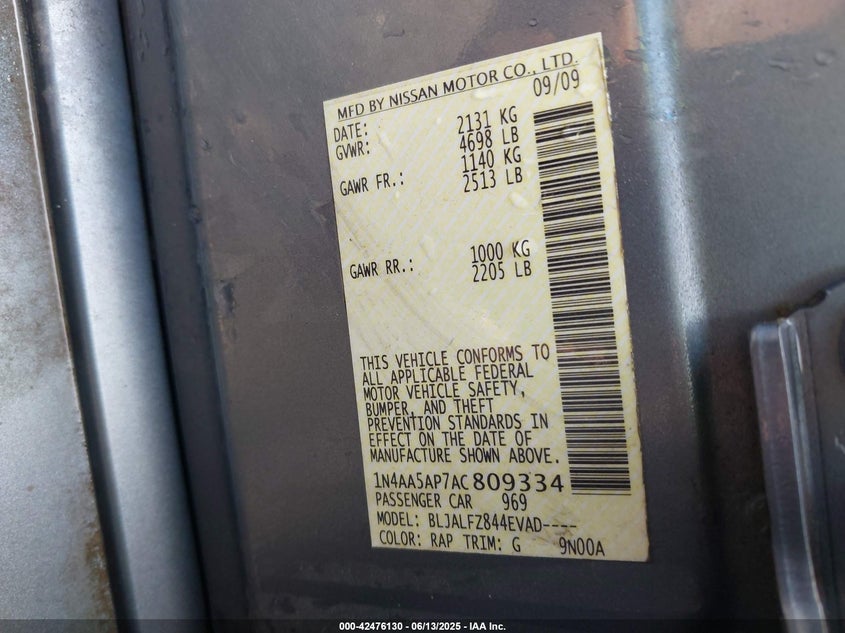 MFD BY NISSAN MOTOR CO., LTD.
DATE: 09/09
GVWR: 2131 KG
4698 LB
GAWR FR.: 1140 KG
2513 LB
GAWR RR.: 1000 KG
2205 LB
THIS VEHICLE CONFORMS TO
ALL APPLICABLE FEDERAL
MOTOR VEHICLE SAFETY,
BUMPER, AND THEFT
PREVENTION STANDARDS IN
EFFECT ON THE DATE OF
MANUFACTURE SHOWN ABOVE.
1N4AA5AP7AC809334
PASSENGER CAR 969
MODEL: BLJALFZ844EVAD----
COLOR: RAP TRIM: G 9N00A
000-42476130 - 06/13/2025 - IAA Inc.